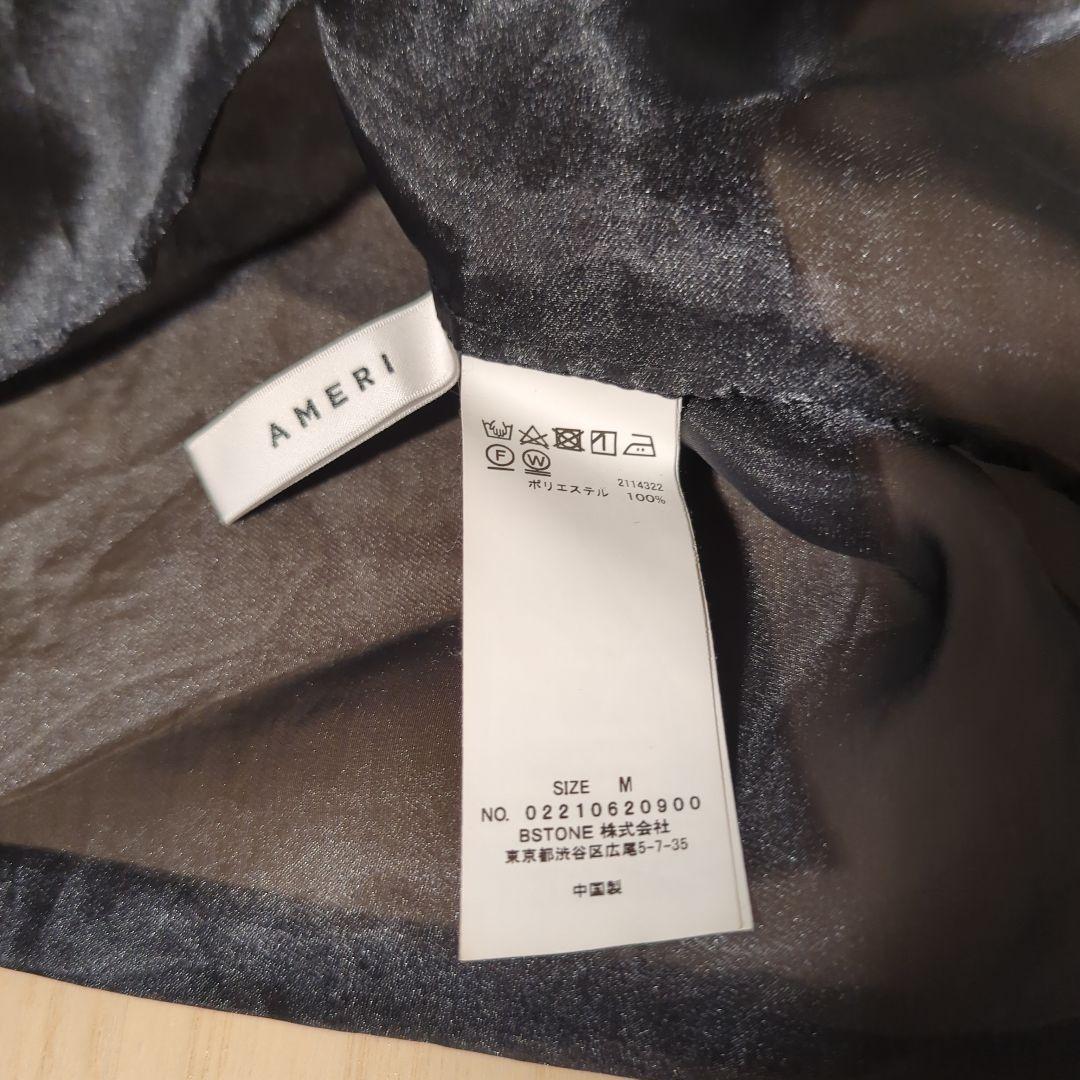 AMERI
F W
2114322
ポリエステル 100%
SIZE M
NO. 02210620900
BSTONE 株式会社
東京都渋谷区広尾5-7-35
中国製